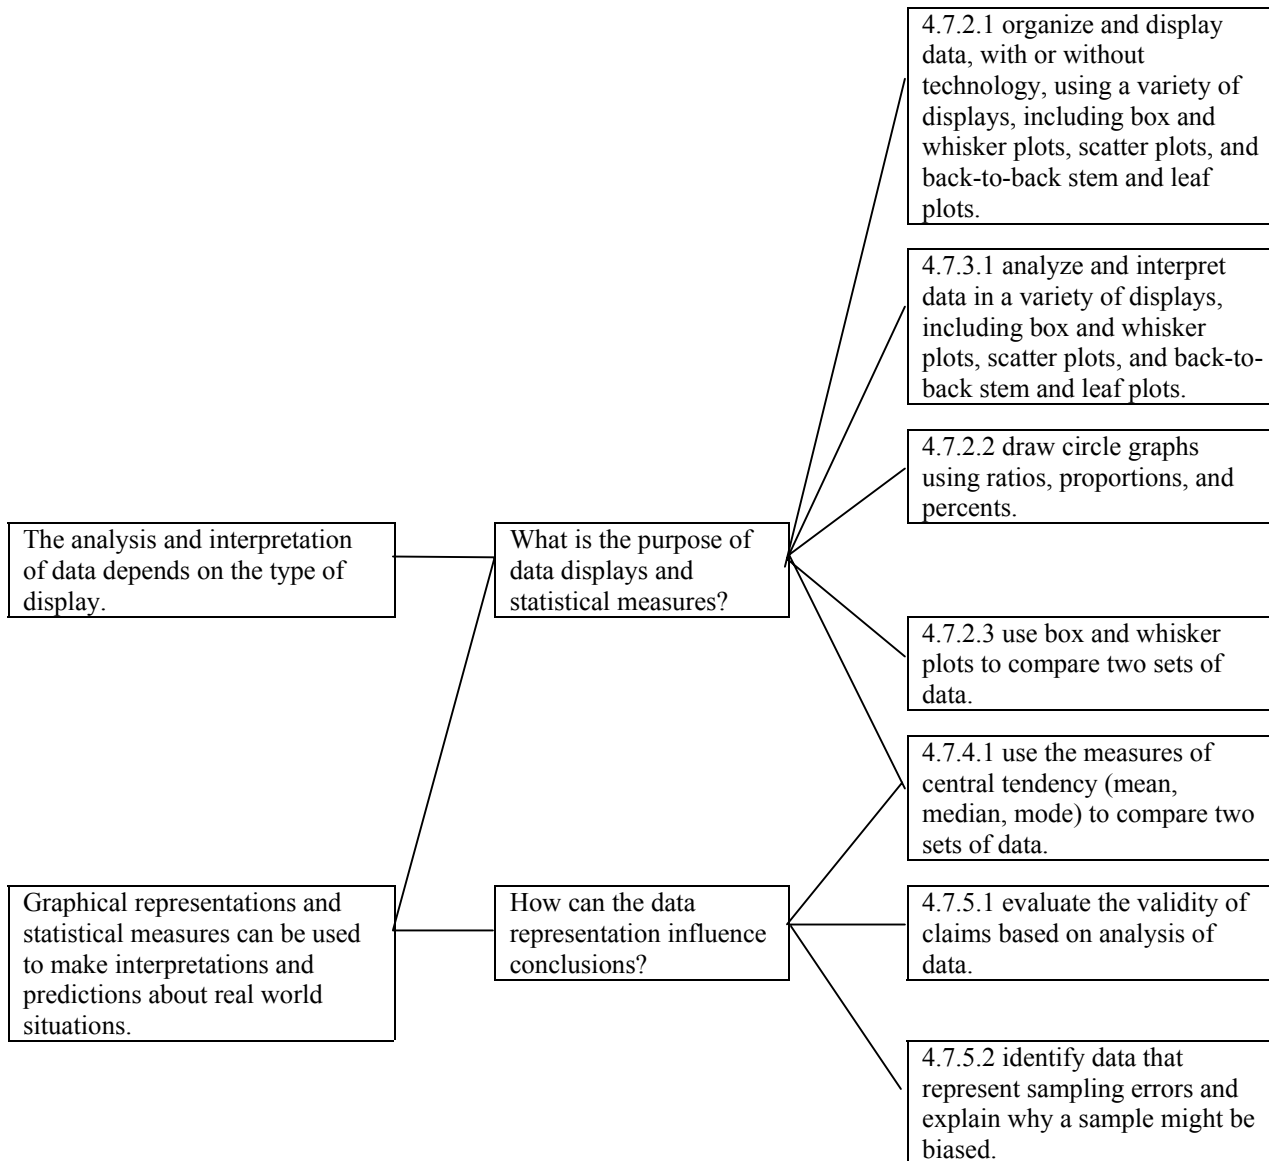 The analysis and interpretation
of data depends on the type of
display.
Graphical representations and
statistical measures can be used
to make interpretations and
predictions about real world
situations.
What is the purpose of
data displays and
statistical measures?
How can the data
representation influence
conclusions?
4.7.2.1 organize and display
data, with or without
technology, using a variety of
displays, including box and
whisker plots, scatter plots, and
back-to-back stem and leaf
plots.
4.7.3.1 analyze and interpret
data in a variety of displays,
including box and whisker
plots, scatter plots, and back-to-
back stem and leaf plots.
4.7.2.2 draw circle graphs
using ratios, proportions, and
percents.
4.7.2.3 use box and whisker
plots to compare two sets of
data.
4.7.4.1 use the measures of
central tendency (mean,
median, mode) to compare two
sets of data.
4.7.5.1 evaluate the validity of
claims based on analysis of
data.
4.7.5.2 identify data that
represent sampling errors and
explain why a sample might be
biased.